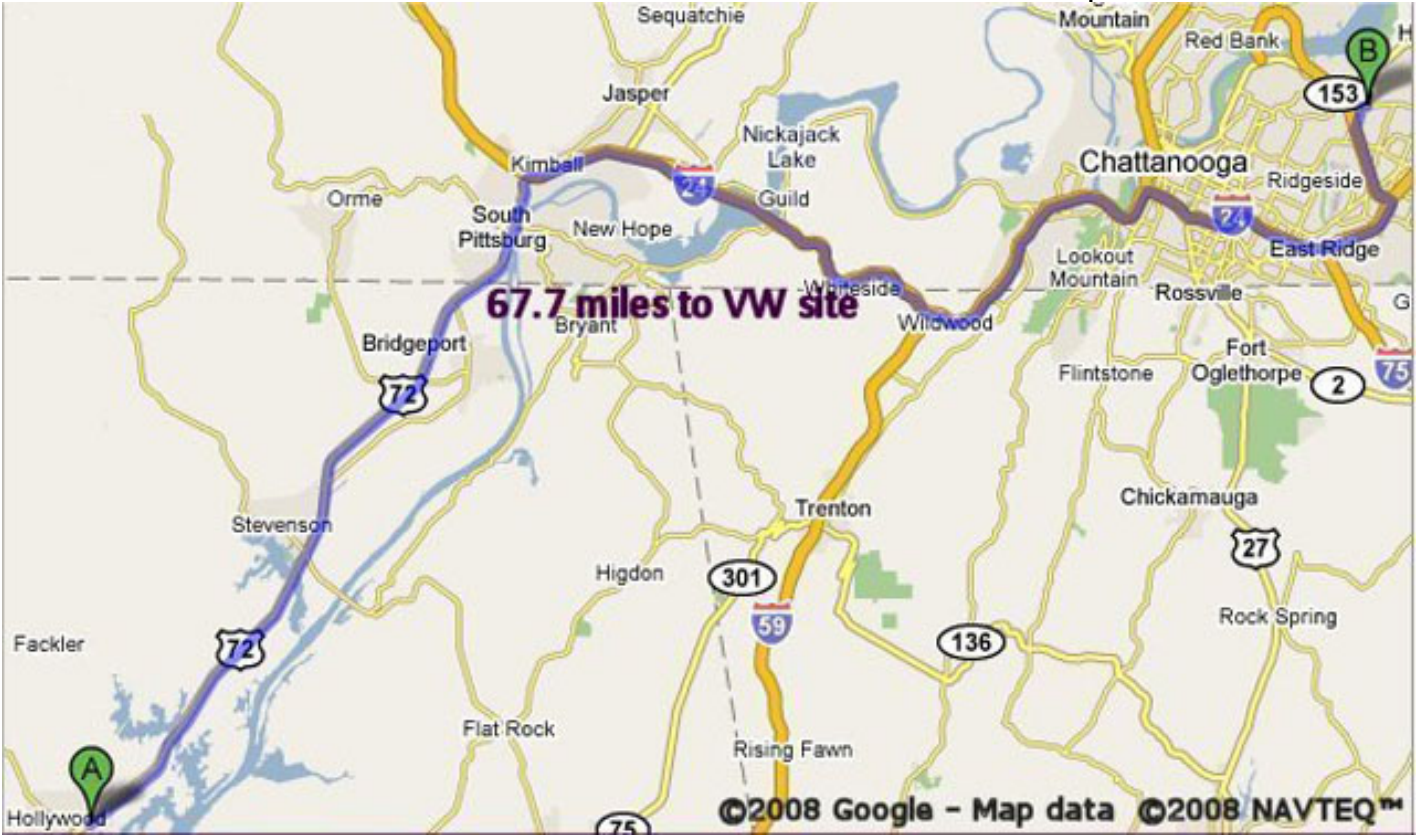 Sequatchie
Mountain
Red Bank
H
B
153
Jasper
Nickajack
Lake
Chattanooga
Kimball
24
Guild
Ridgeside
Orme
South
Pittsburg
New Hope
24
East Ridge
Lookout
Mountain
Whiteside
Rossville
G
67.7 miles to VW site
Bryant
Wildwood
Bridgeport
Fort
Oglethorpe
Flintstone
75
2
72
Trenton
Chickamauga
Stevenson
27
Higdon
301
59
Rock Spring
Fackler
72
136
Flat Rock
Rising Fawn
A
Hollywood
75
©2008 Google - Map data ©2008 NAVTEQ™